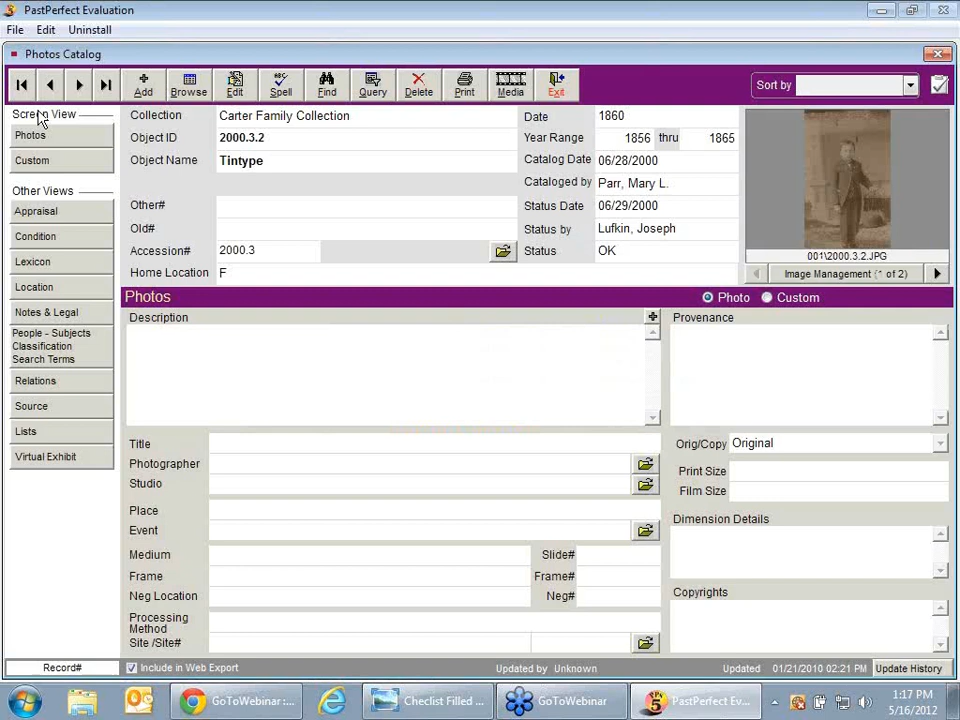 PastPerfect Evaluation
File Edit Uninstall
Photos Catalog
Add Browse Edit Spell Find Query Delete Print Media Exit Sort by
Screen View
Photos
Custom
Other Views
Appraisal
Condition
Lexicon
Location
Notes & Legal
People - Subjects
Classification
Search Terms
Relations
Source
Lists
Virtual Exhibit
Collection Carter Family Collection
Object ID 2000.3.2
Object Name Tintype
Other#
Old#
Accession# 2000.3
Home Location F
Date 1860
Year Range 1856 thru 1865
Catalog Date 06/28/2000
Cataloged by Parr, Mary L.
Status Date 06/29/2000
Status by Lufkin, Joseph
Status OK
001\2000.3.2.JPG
Image Management (1 of 2)
Photos Photo Custom
Description
Provenance
Title
Photographer
Studio
Place
Event
Medium Slide#
Frame Frame#
Neg Location Neg#
Processing
Method
Site /Site#
Orig/Copy Original
Print Size
Film Size
Dimension Details
Copyrights
Record# Include in Web Export Updated by Unknown Updated 01/21/2010 02:21 PM Update History
GoToWebinar :... Checlist Filled ... GoToWebinar PastPerfect Ev...
1:17 PM
5/16/2012